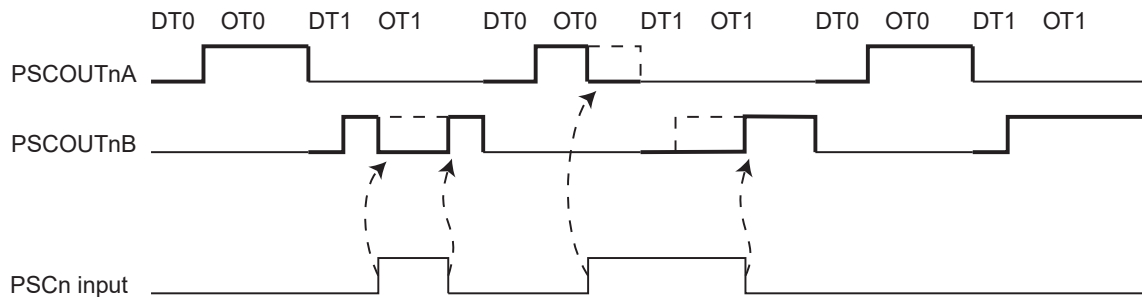 DT0 OT0 DT1 OT1 DT0 OT0 DT1 OT1 DT0 OT0 DT1 OT1
PSCOUTnA
PSCOUTnB
PSCn input